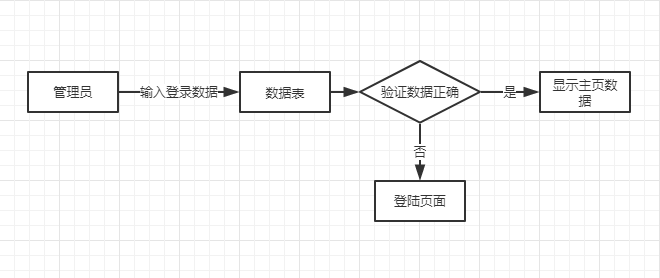 管理员
输入登录数据
数据表
验证数据正确
是
显示主页数
据
否
登陆页面